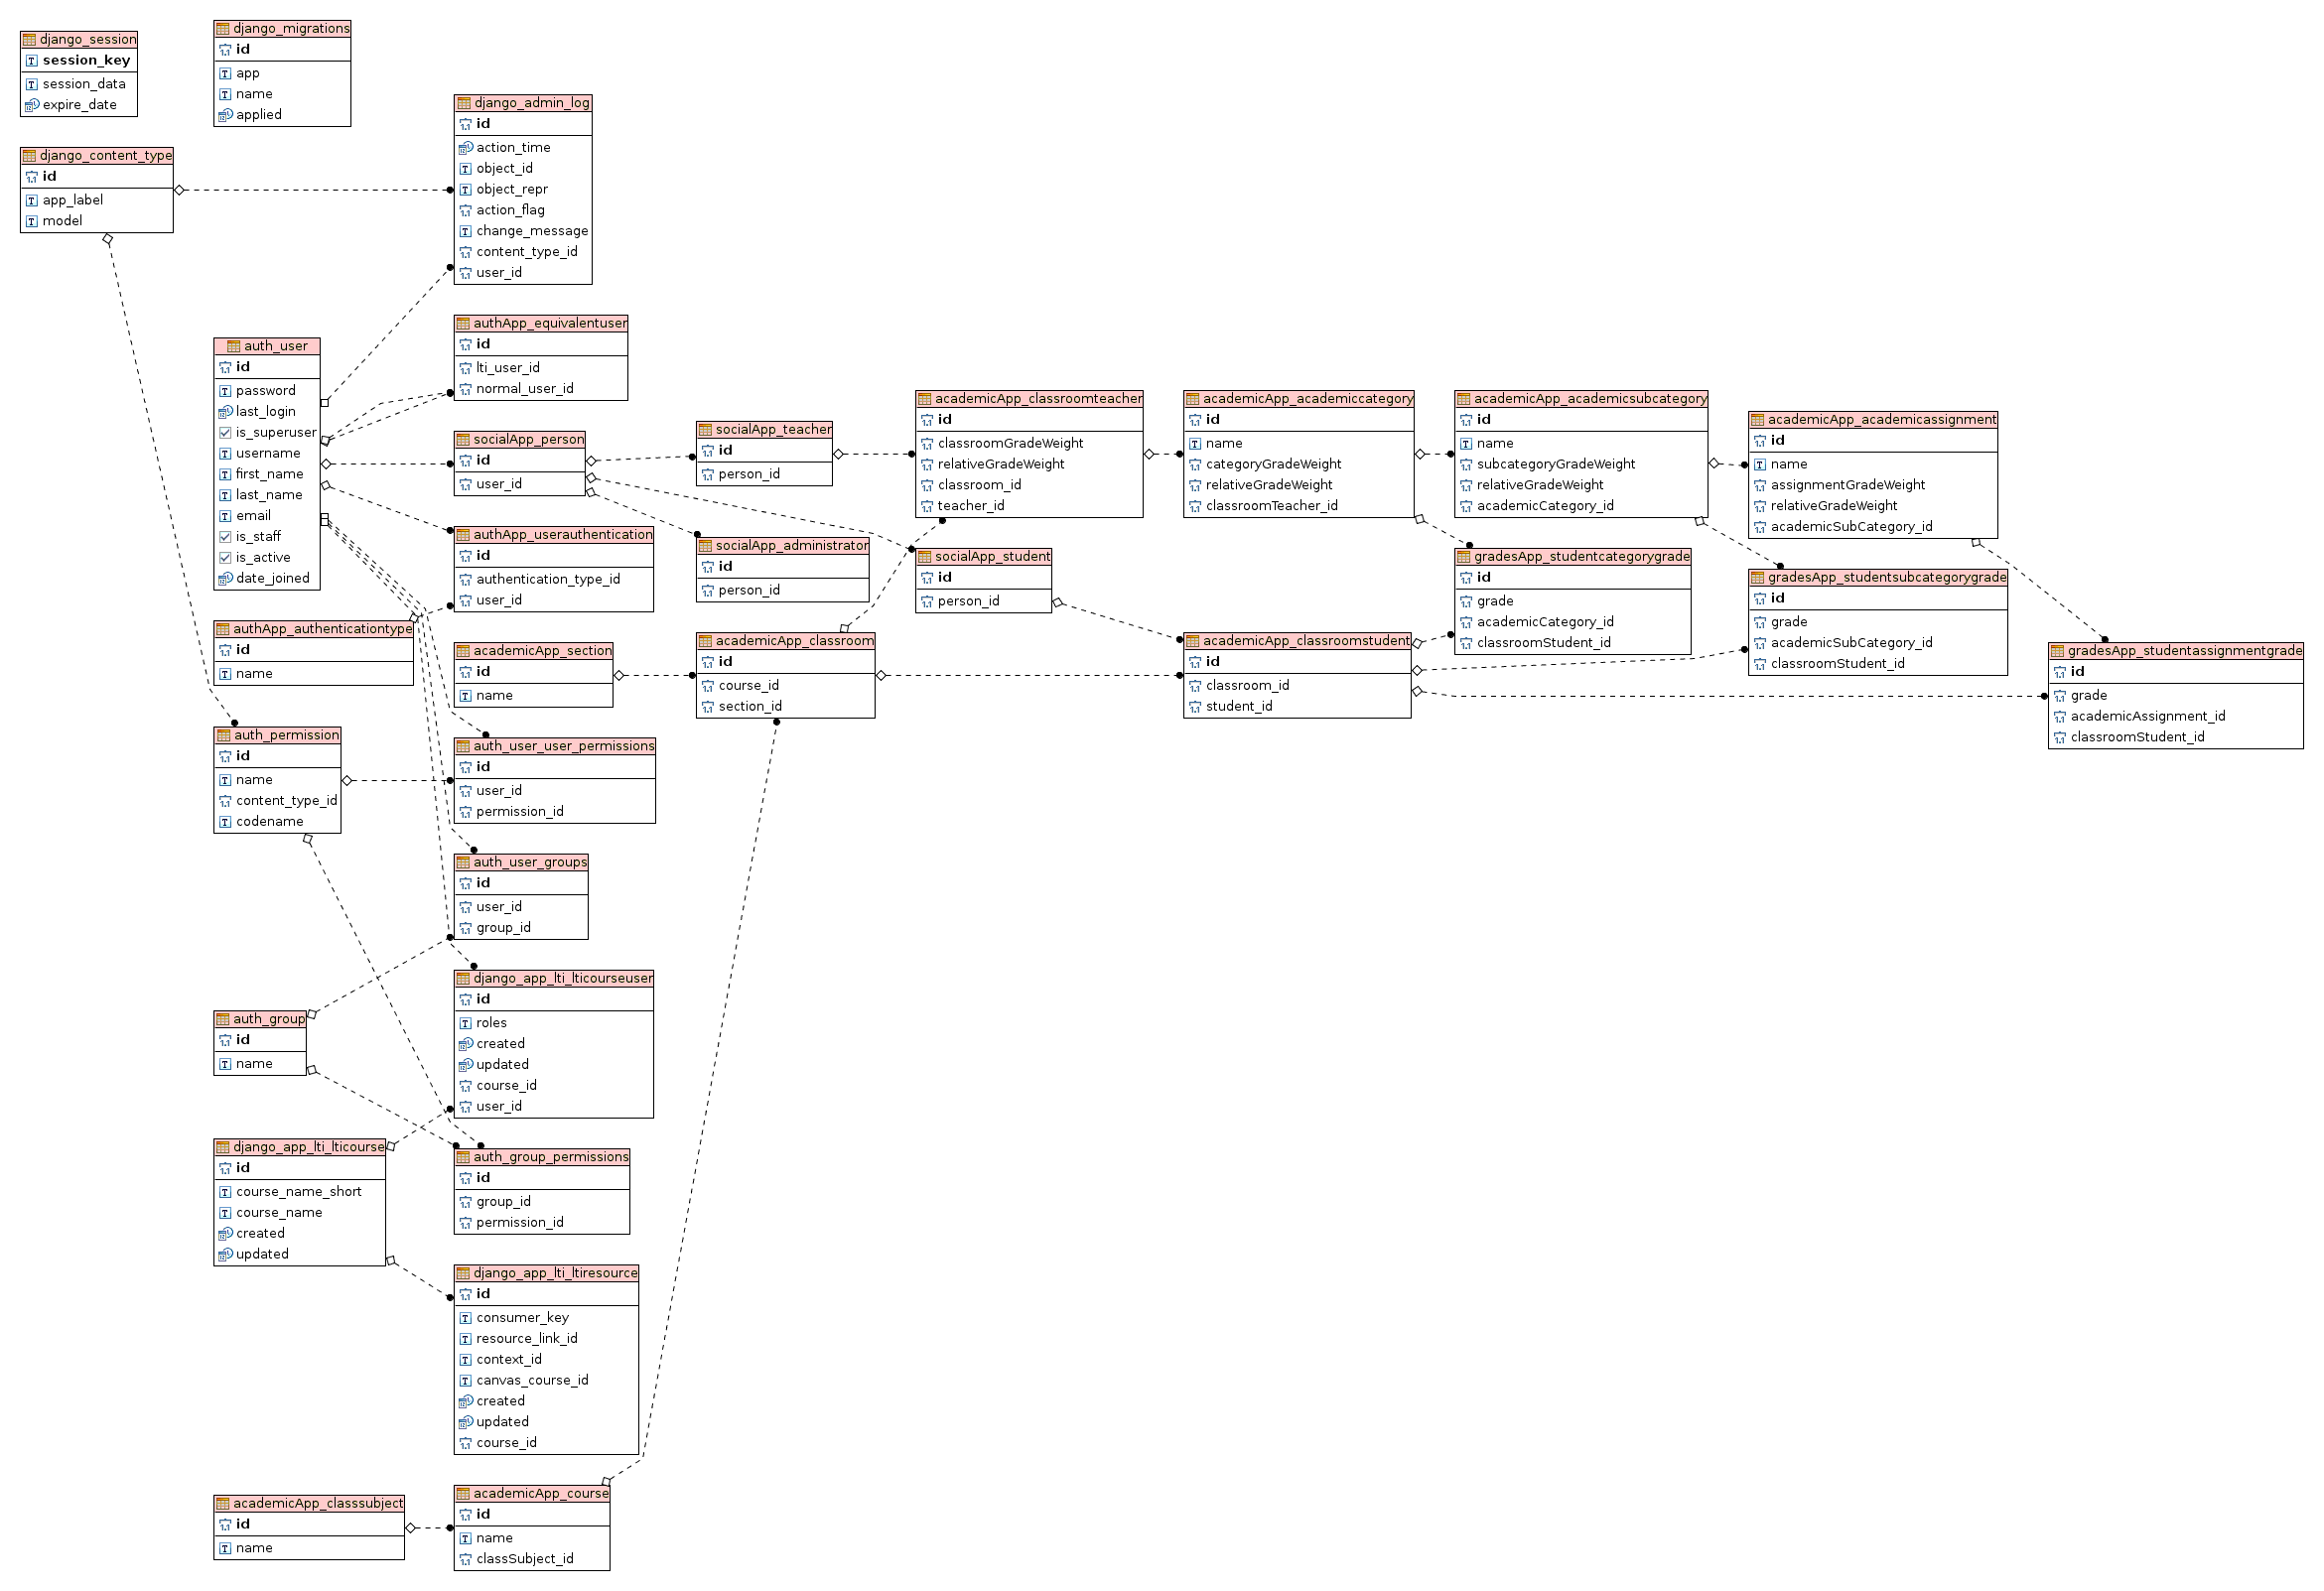 django_session
session_key
session_data
expire_date
django_migrations
id
app
name
applied
django_admin_log
id
action_time
object_id
object_repr
action_flag
change_message
content_type_id
user_id
django_content_type
id
app_label
model
authApp_equivalentuser
id
lti_user_id
normal_user_id
auth_user
id
password
last_login
is_superuser
username
first_name
last_name
email
is_staff
is_active
date_joined
socialApp_person
id
user_id
socialApp_teacher
id
person_id
academicApp_classroomteacher
id
classroomGradeWeight
relativeGradeWeight
classroom_id
teacher_id
academicApp_academiccategory
id
name
categoryGradeWeight
relativeGradeWeight
classroomTeacher_id
academicApp_academicsubcategory
id
name
subcategoryGradeWeight
relativeGradeWeight
academicCategory_id
academicApp_academicassignment
id
name
assignmentGradeWeight
relativeGradeWeight
academicSubCategory_id
authApp_userauthentication
id
authentication_type_id
user_id
socialApp_administrator
id
person_id
socialApp_student
id
person_id
gradesApp_studentcategorygrade
id
grade
academicCategory_id
classroomStudent_id
gradesApp_studentsubcategorygrade
id
grade
academicSubCategory_id
classroomStudent_id
authApp_authenticationtype
id
name
academicApp_section
id
name
academicApp_classroom
id
course_id
section_id
academicApp_classroomstudent
id
classroom_id
student_id
gradesApp_studentassignmentgrade
id
grade
academicAssignment_id
classroomStudent_id
auth_permission
id
name
content_type_id
codename
auth_user_user_permissions
id
user_id
permission_id
auth_user_groups
id
user_id
group_id
django_app_lti_lticourseuser
id
roles
created
updated
course_id
user_id
auth_group
id
name
django_app_lti_lticourse
id
course_name_short
course_name
created
updated
auth_group_permissions
id
group_id
permission_id
django_app_lti_ltiresource
id
consumer_key
resource_link_id
context_id
canvas_course_id
created
updated
course_id
academicApp_classsubject
id
name
academicApp_course
id
name
classSubject_id